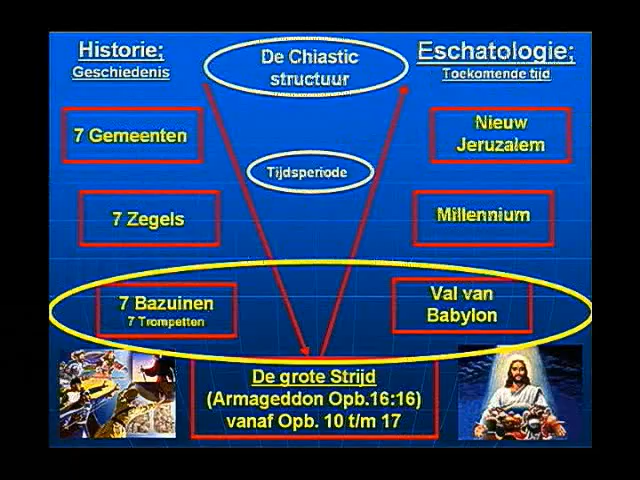 Historie;
Geschiedenis
De Chiastic
structuur
Eschatologie;
Toekomende tijd
7 Gemeenten
Nieuw
Jeruzalem
Tijdsperiode
7 Zegels
Millennium
7 Bazuinen
7 Trompetten
Val van
Babylon
De grote Strijd
(Armageddon Opb.16:16)
vanaf Opb. 10 t/m 17